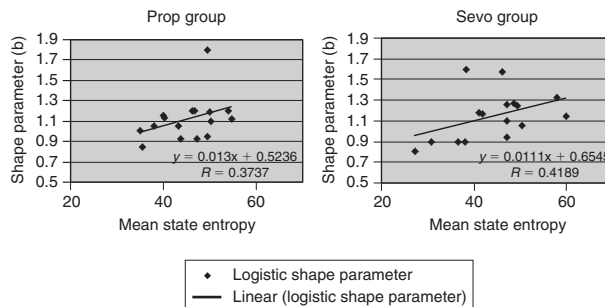 Prop group
Shape parameter (b)
1.9
1.7
1.5
1.3
1.1
0.9
0.7
0.5
y = 0.013x + 0.5236
R = 0.3737
20 40 60
Mean state entropy
Sevo group
Shape parameter (b)
1.9
1.7
1.5
1.3
1.1
0.9
0.7
0.5
y = 0.0111x + 0.6545
R = 0.4189
20 40 60
Mean state entropy
Logistic shape parameter
Linear (logistic shape parameter)